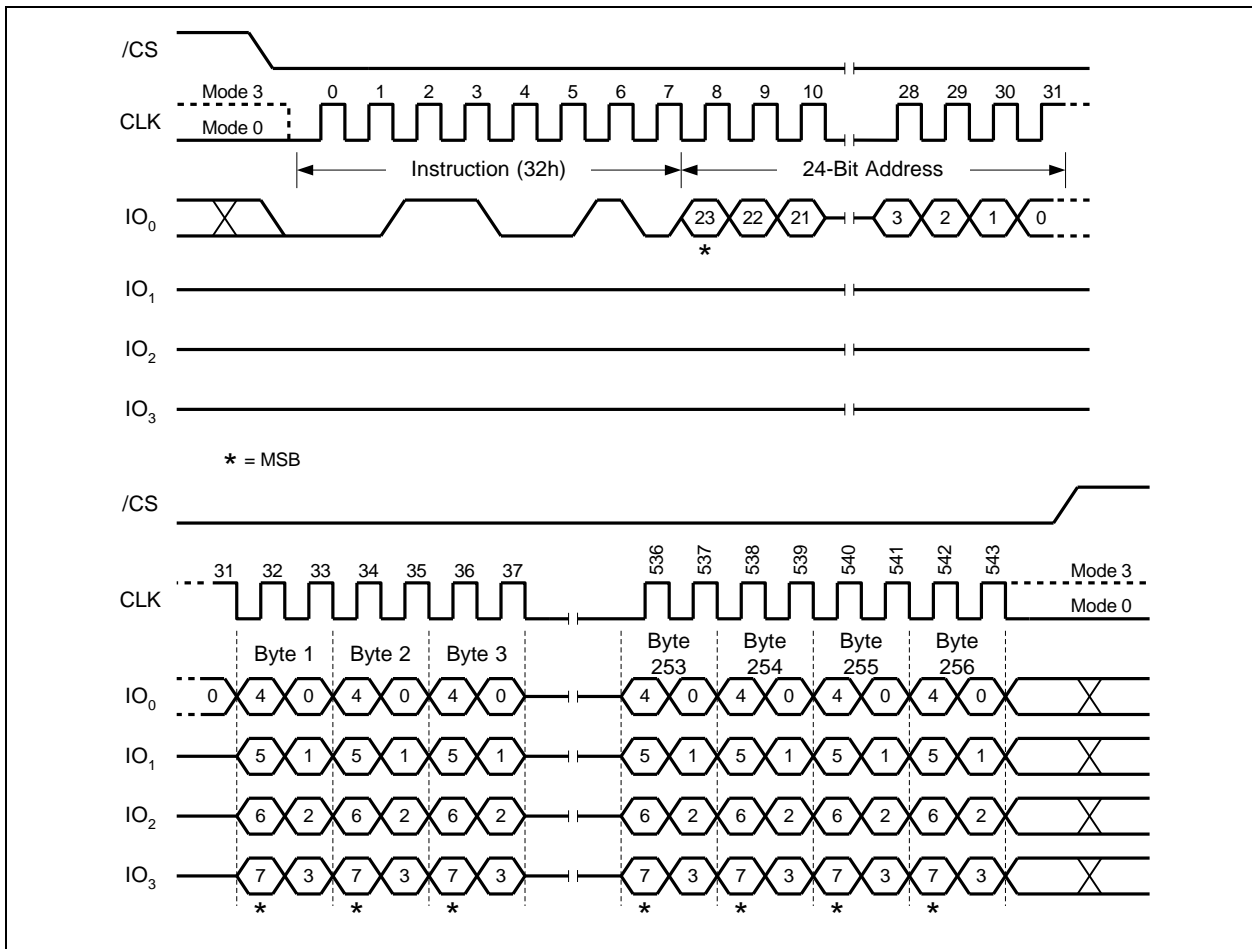 /CS
Mode 3 0 1 2 3 4 5 6 7 8 9 10 28 29 30 31
CLK
Mode 0
Instruction (32h) 24-Bit Address
IO0 23 22 21 3 2 1 0
*
IO1
IO2
IO3
* = MSB
/CS
31 32 33 34 35 36 37 536 537 538 539 540 541 542 543
Mode 3
CLK
Mode 0
Byte 1 Byte 2 Byte 3 Byte 253 Byte 254 Byte 255 Byte 256
IO0 0 4 0 4 0 4 0 4 0 4 0 4 0 4 0
IO1 5 1 5 1 5 1 5 1 5 1 5 1 5 1
IO2 6 2 6 2 6 2 6 2 6 2 6 2 6 2
IO3 7 3 7 3 7 3 7 3 7 3 7 3 7 3
* * * * * * *